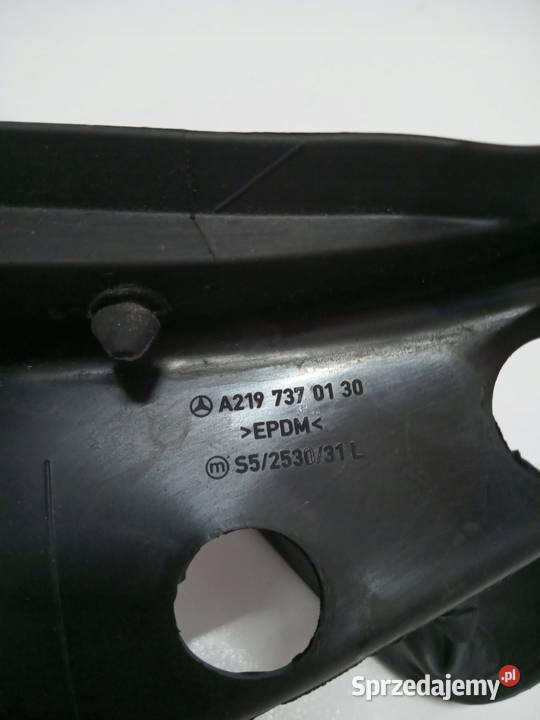 A219 737 01 30
>EPDM<
m S5/2530/31 L
Sprzedajemy.pl